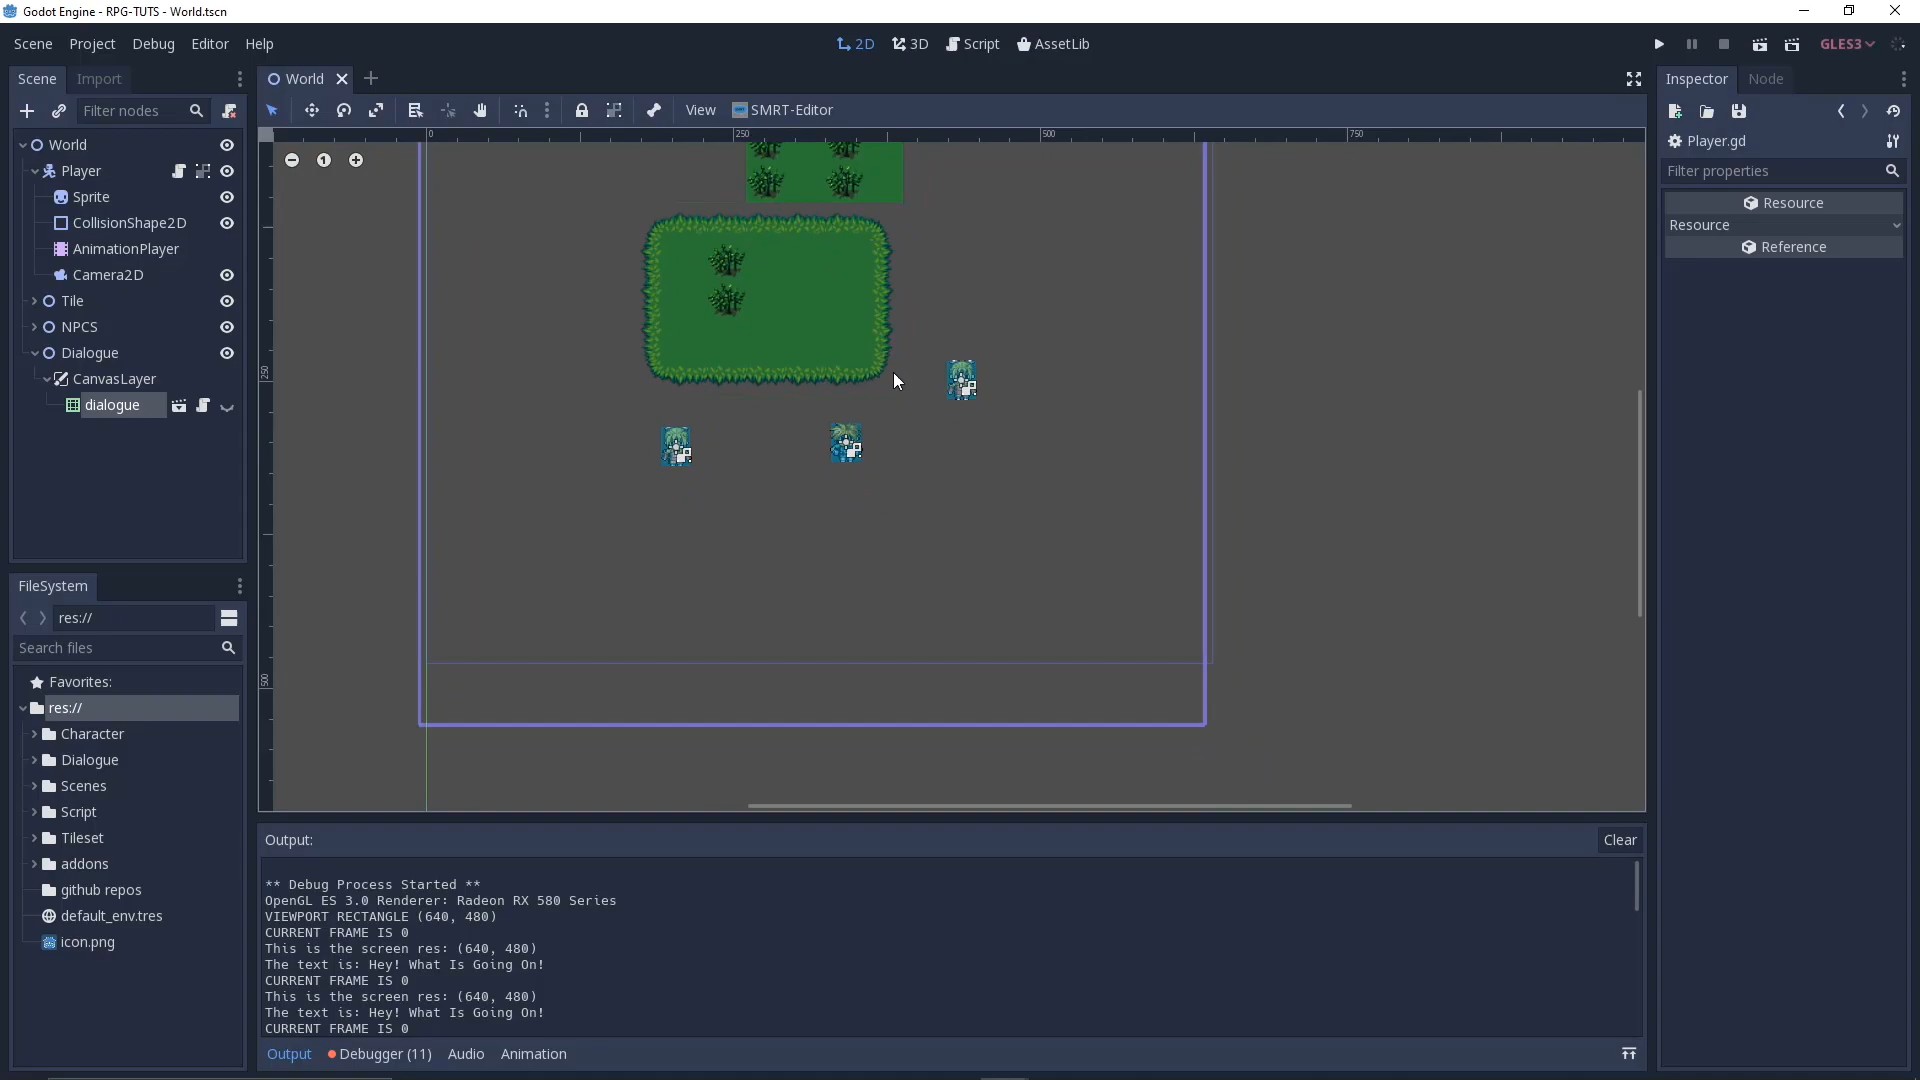 Godot Engine - RPG-TUTS - World.tscn
Scene Project Debug Editor Help
2D 3D Script AssetLib
GLES3
Scene Import
Filter nodes
World
Player
Sprite
CollisionShape2D
AnimationPlayer
Camera2D
Tile
NPCS
Dialogue
CanvasLayer
dialogue
FileSystem
res://
Search files
Favorites:
res://
Character
Dialogue
Scenes
Script
Tileset
addons
github repos
default_env.tres
icon.png
World
View SMRT-Editor
0 250 500 750
1
250
500
Output:
Clear
** Debug Process Started **
OpenGL ES 3.0 Renderer: Radeon RX 580 Series
VIEWPORT RECTANGLE (640, 480)
CURRENT FRAME IS 0
This is the screen res: (640, 480)
The text is: Hey! What Is Going On!
CURRENT FRAME IS 0
This is the screen res: (640, 480)
The text is: Hey! What Is Going On!
CURRENT FRAME IS 0
Output Debugger (11) Audio Animation
Inspector Node
Player.gd
Filter properties
Resource
Resource
Reference